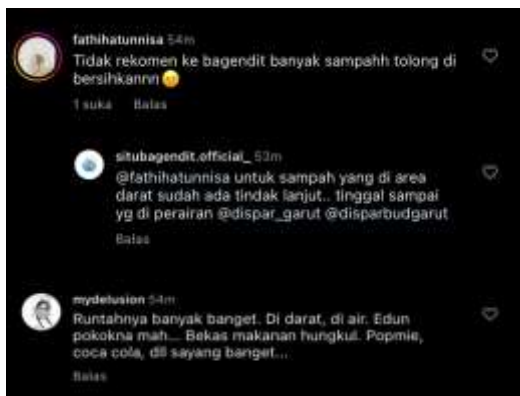 fathihatunnisa 54m
Tidak rekomen ke bagendit banyak sampahh tolong di
bersihkannn
1 suka Balas
situbagendit.official_ 53m
@fathihatunnisa untuk sampah yang di area
darat sudah ada tindak lanjut.. tinggal sampai
yg di perairan @dispar_garut @disparbudgarut
Balas
mydelusion 54m
Runtahnya banyak banget. Di darat, di air. Edun
pokokna mah... Bekas makanan hungkul. Popmie,
coca cola, dll sayang banget...
Balas